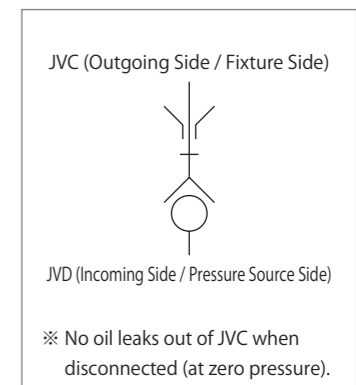 JVC (Outgoing Side / Fixture Side)
JVD (Incoming Side / Pressure Source Side)
※ No oil leaks out of JVC when
disconnected (at zero pressure).